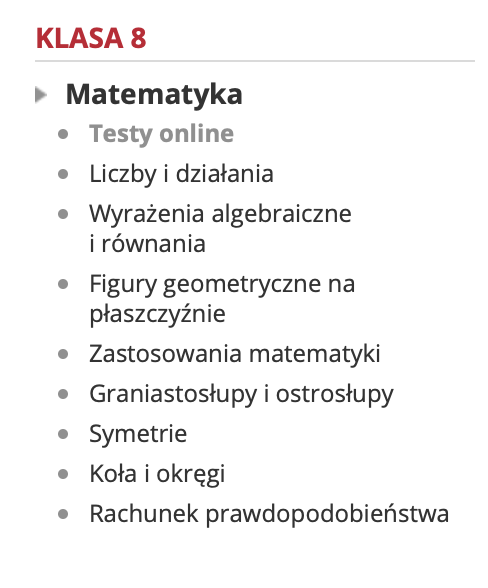 KLASA 8
Matematyka
Testy online
Liczby i działania
Wyrażenia algebraiczne
i równania
Figury geometryczne na
płaszczyźnie
Zastosowania matematyki
Graniastosłupy i ostrosłupy
Symetrie
Koła i okręgi
Rachunek prawdopodobieństwa